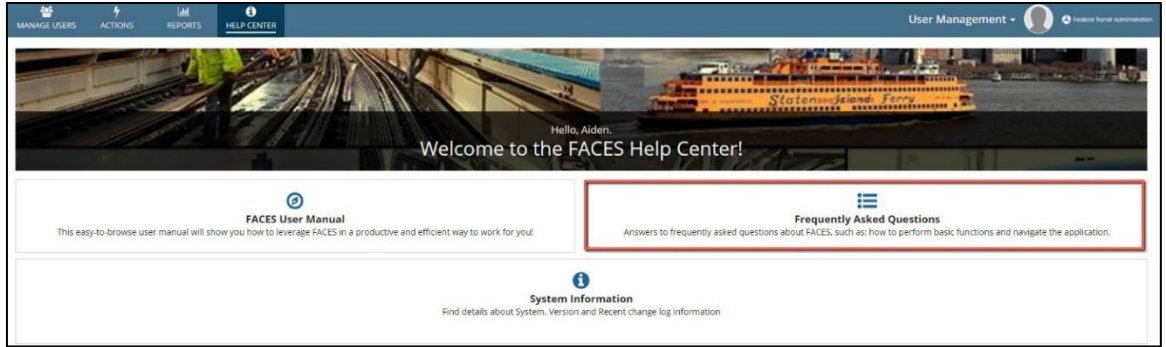 MANAGE USERS
ACTIONS
REPORTS
HELP CENTER
User Management
Federal Transit Administration
Staten Island Ferry
Hello, Aiden.
Welcome to the FACES Help Center!
FACES User Manual
This easy-to-browse user manual will show you how to leverage FACES in a productive and efficient way to work for you!
Frequently Asked Questions
Answers to frequently asked questions about FACES, such as: how to perform basic functions and navigate the application.
System Information
Find details about System, Version and Recent change log information